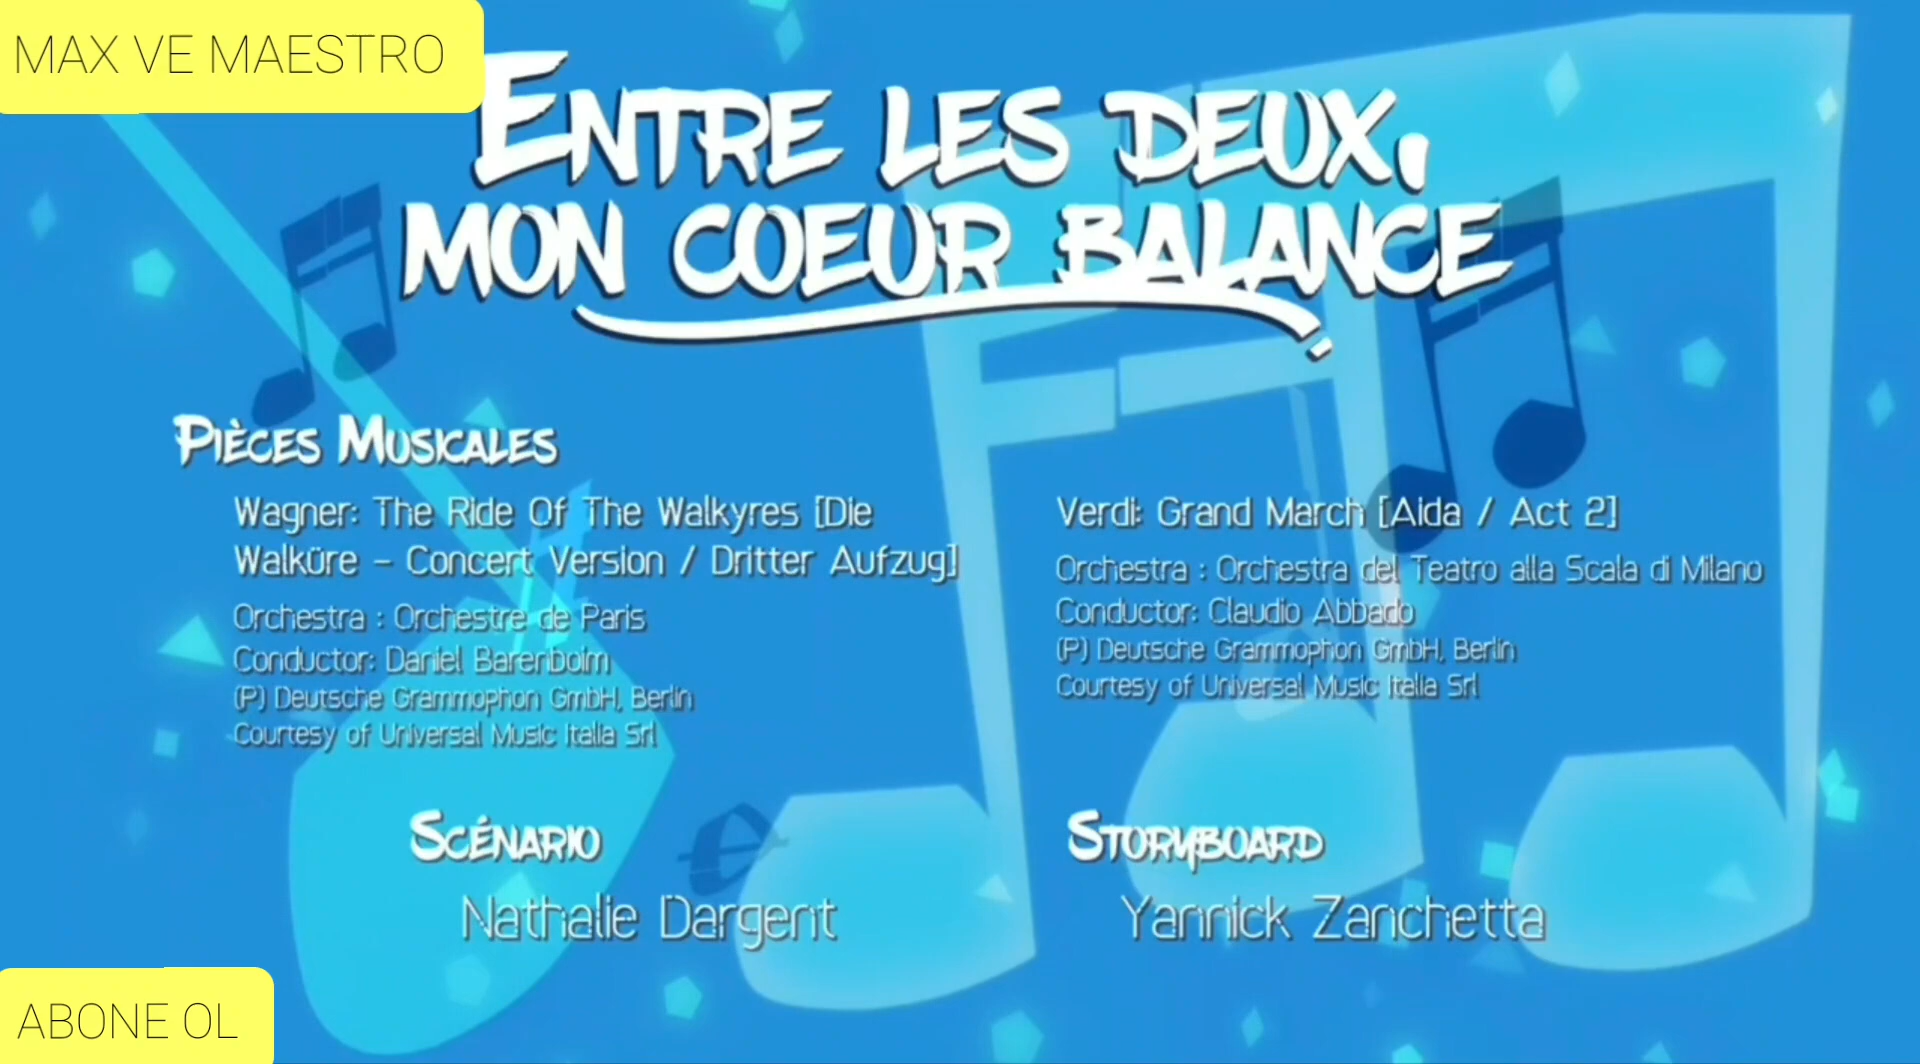 MAX VE MAESTRO
ENTRE LES DEUX,
MON COEUR BALANCE
PIÈCES MUSICALES
Wagner: The Ride Of The Walkyres [Die
Walküre - Concert Version / Dritter Aufzug]
Orchestra : Orchestre de Paris
Conductor: Daniel Barenboim
(P) Deutsche Grammophon GmbH, Berlin
Courtesy of Universal Music Italia Srl
Verdi: Grand March [Aida / Act 2]
Orchestra : Orchestra del Teatro alla Scala di Milano
Conductor: Claudio Abbado
(P) Deutsche Grammophon GmbH, Berlin
Courtesy of Universal Music Italia Srl
SCÉNARIO
Nathalie Dargent
STORYBOARD
Yannick Zanchetta
ABONE OL